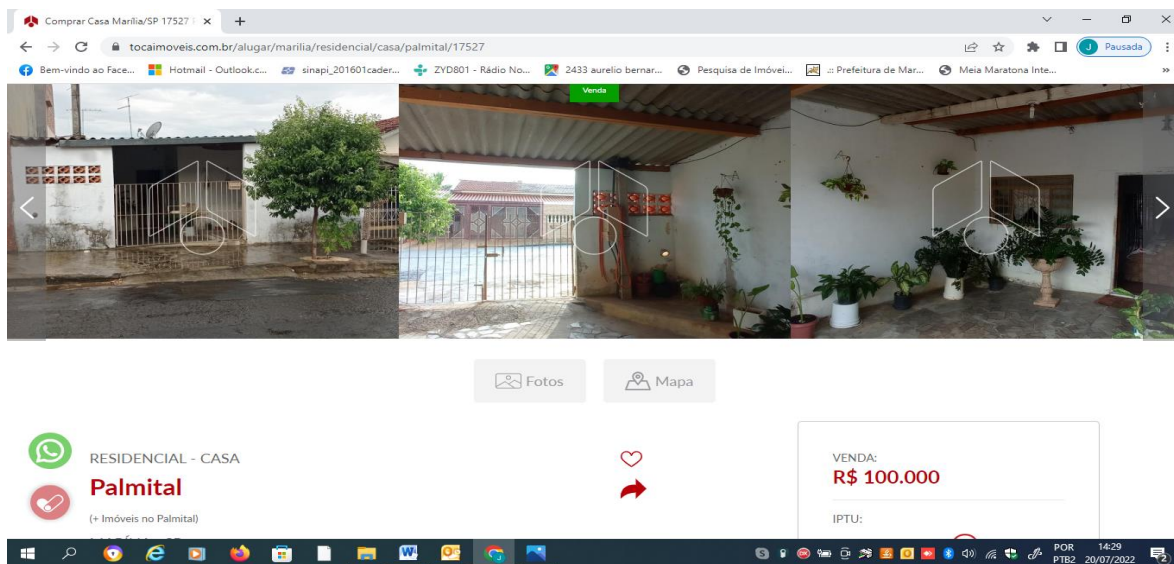 Comprar Casa Marília/SP 17527
tocaimoveis.com.br/alugar/marilia/residencial/casa/palmital/17527
J Pausada
Bem-vindo ao Face... Hotmail - Outlook.c... sinapi_201601cader... ZYD801 - Rádio No... 2433 aurelio bernar... Pesquisa de Imóvei... .:: Prefeitura de Mar... Meia Maratona Inte... »
Venda
Fotos Mapa
RESIDENCIAL - CASA
Palmital
(+ Imóveis no Palmital)
VENDA:
R$ 100.000
IPTU:
POR 14:29
PTB2 20/07/2022 2